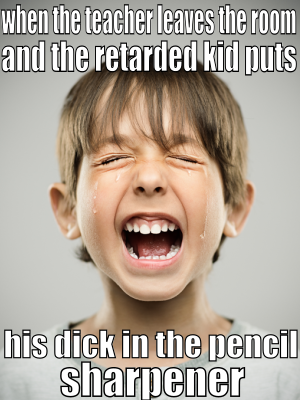 when the teacher leaves the room
and the retarded kid puts
his dick in the pencil
sharpener